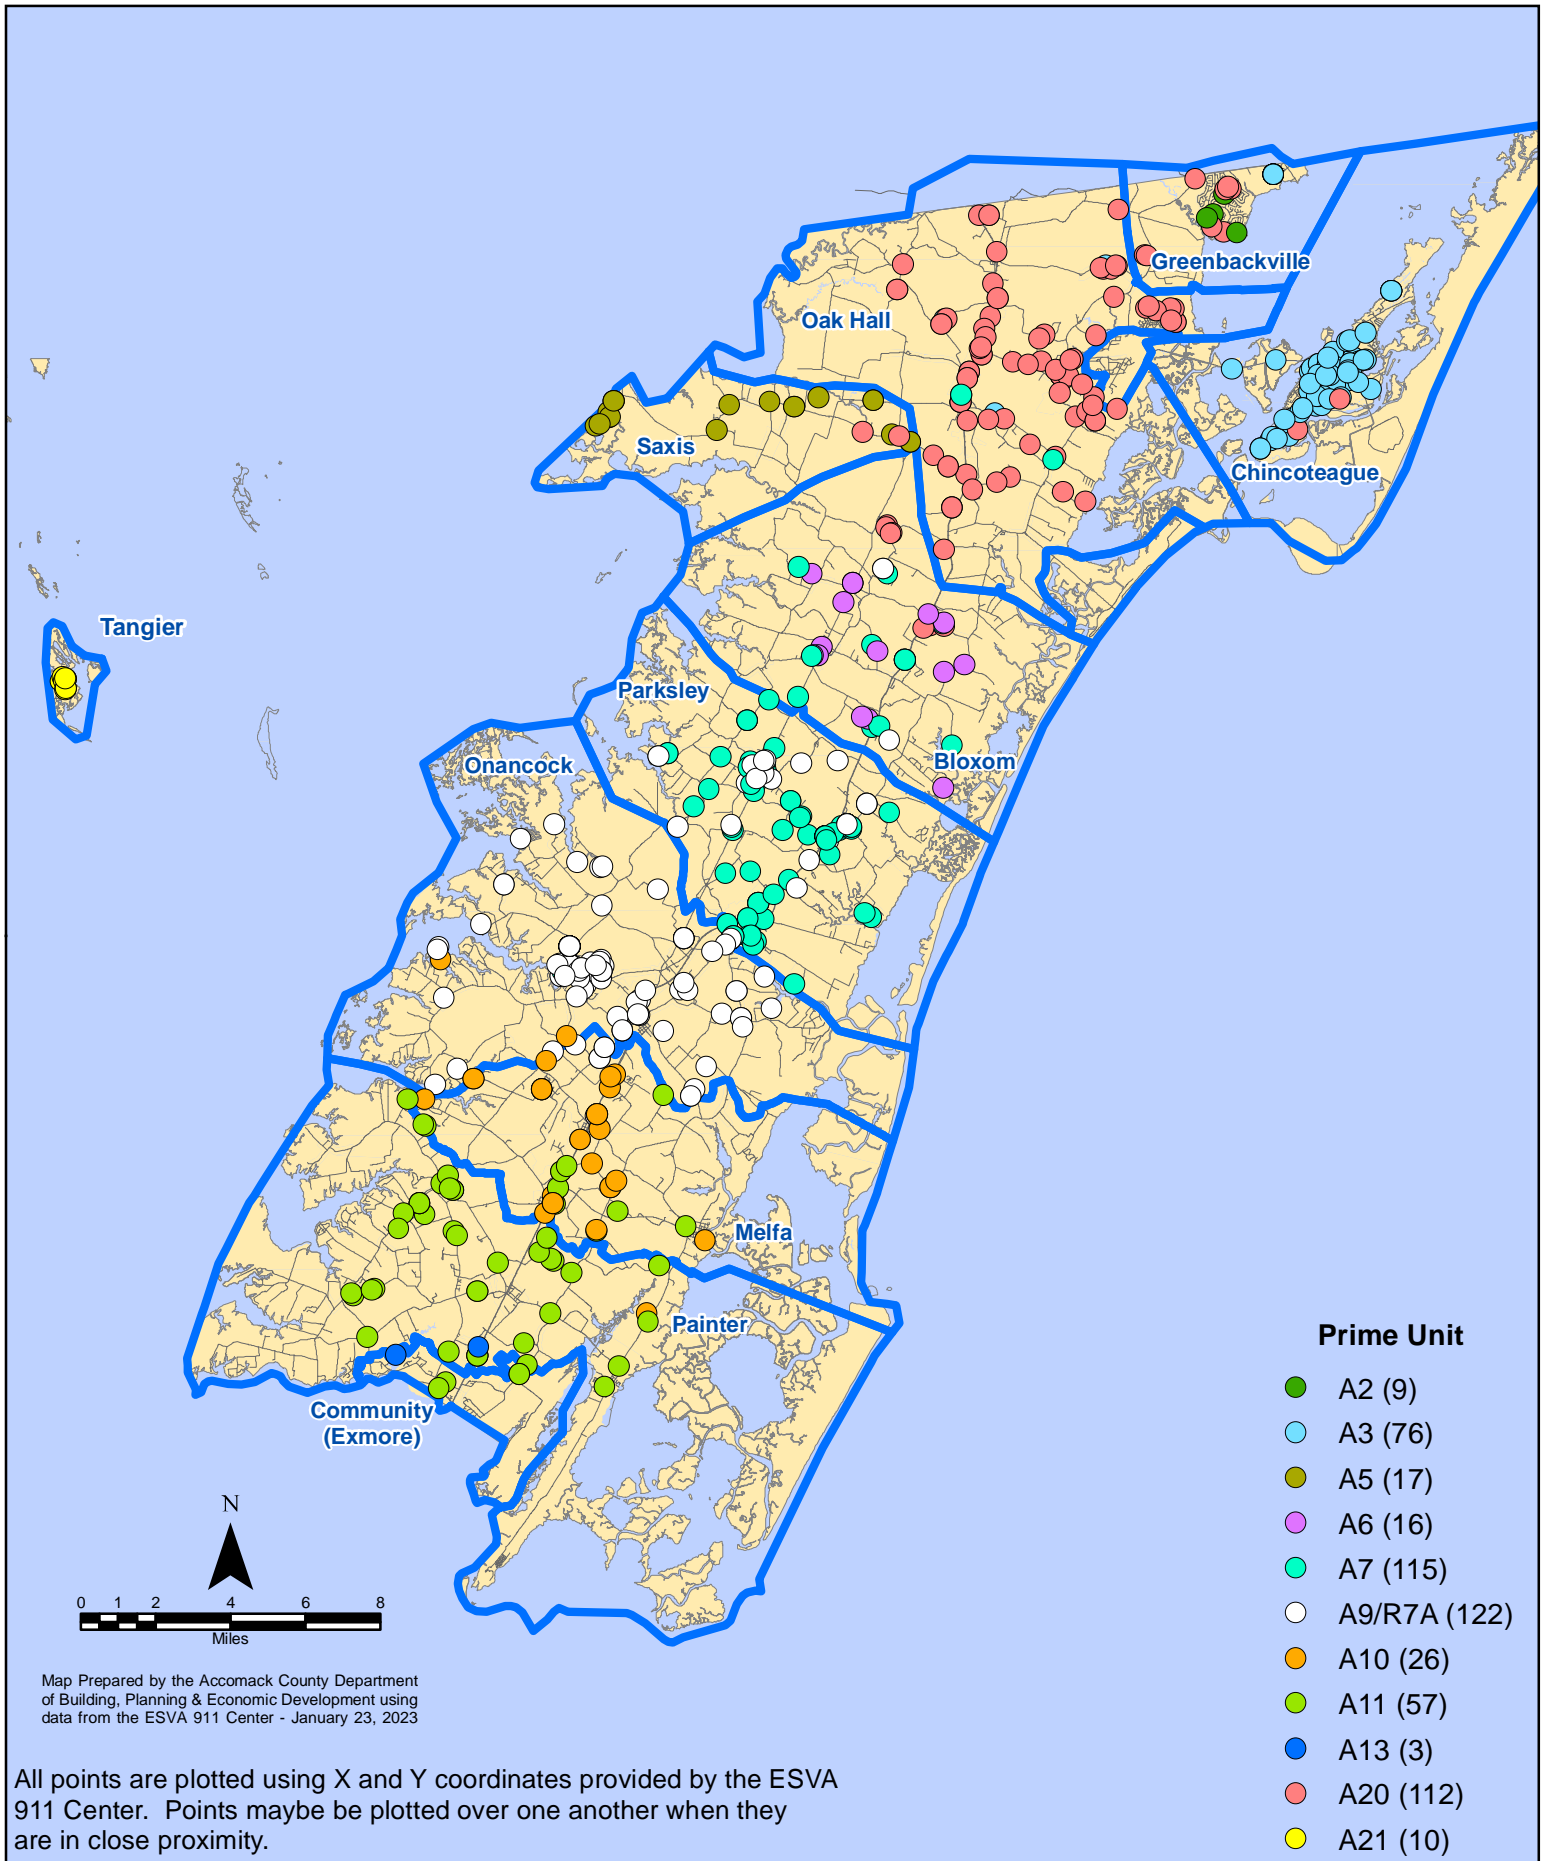 Greenbackville
Oak Hall
Saxis
Chincoteague
Tangier
Parksley
Onancock
Bloxom
Melfa
Painter
Community
(Exmore)
Prime Unit
A2 (9)
A3 (76)
A5 (17)
A6 (16)
A7 (115)
A9/R7A (122)
A10 (26)
A11 (57)
A13 (3)
A20 (112)
A21 (10)
N
0 1 2 4 6 8
Miles
Map Prepared by the Accomack County Department
of Building, Planning & Economic Development using
data from the ESVA 911 Center - January 23, 2023
All points are plotted using X and Y coordinates provided by the ESVA
911 Center. Points maybe be plotted over one another when they
are in close proximity.